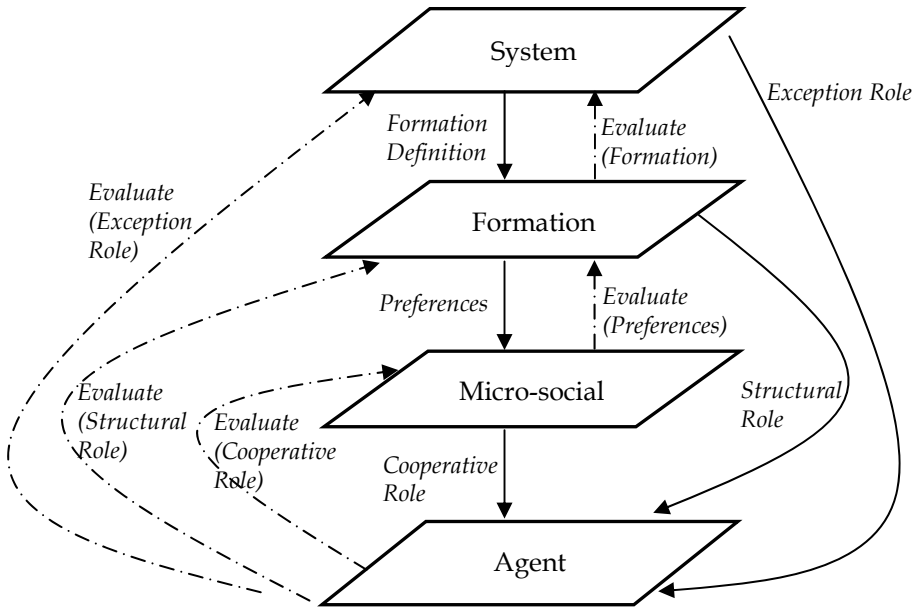 System
Exception Role
Formation
Definition
Evaluate
(Formation)
Evaluate
(Exception
Role)
Formation
Preferences
Evaluate
(Preferences)
Micro-social
Evaluate
(Structural
Role)
Evaluate
(Cooperative
Role)
Structural
Role
Cooperative
Role
Agent